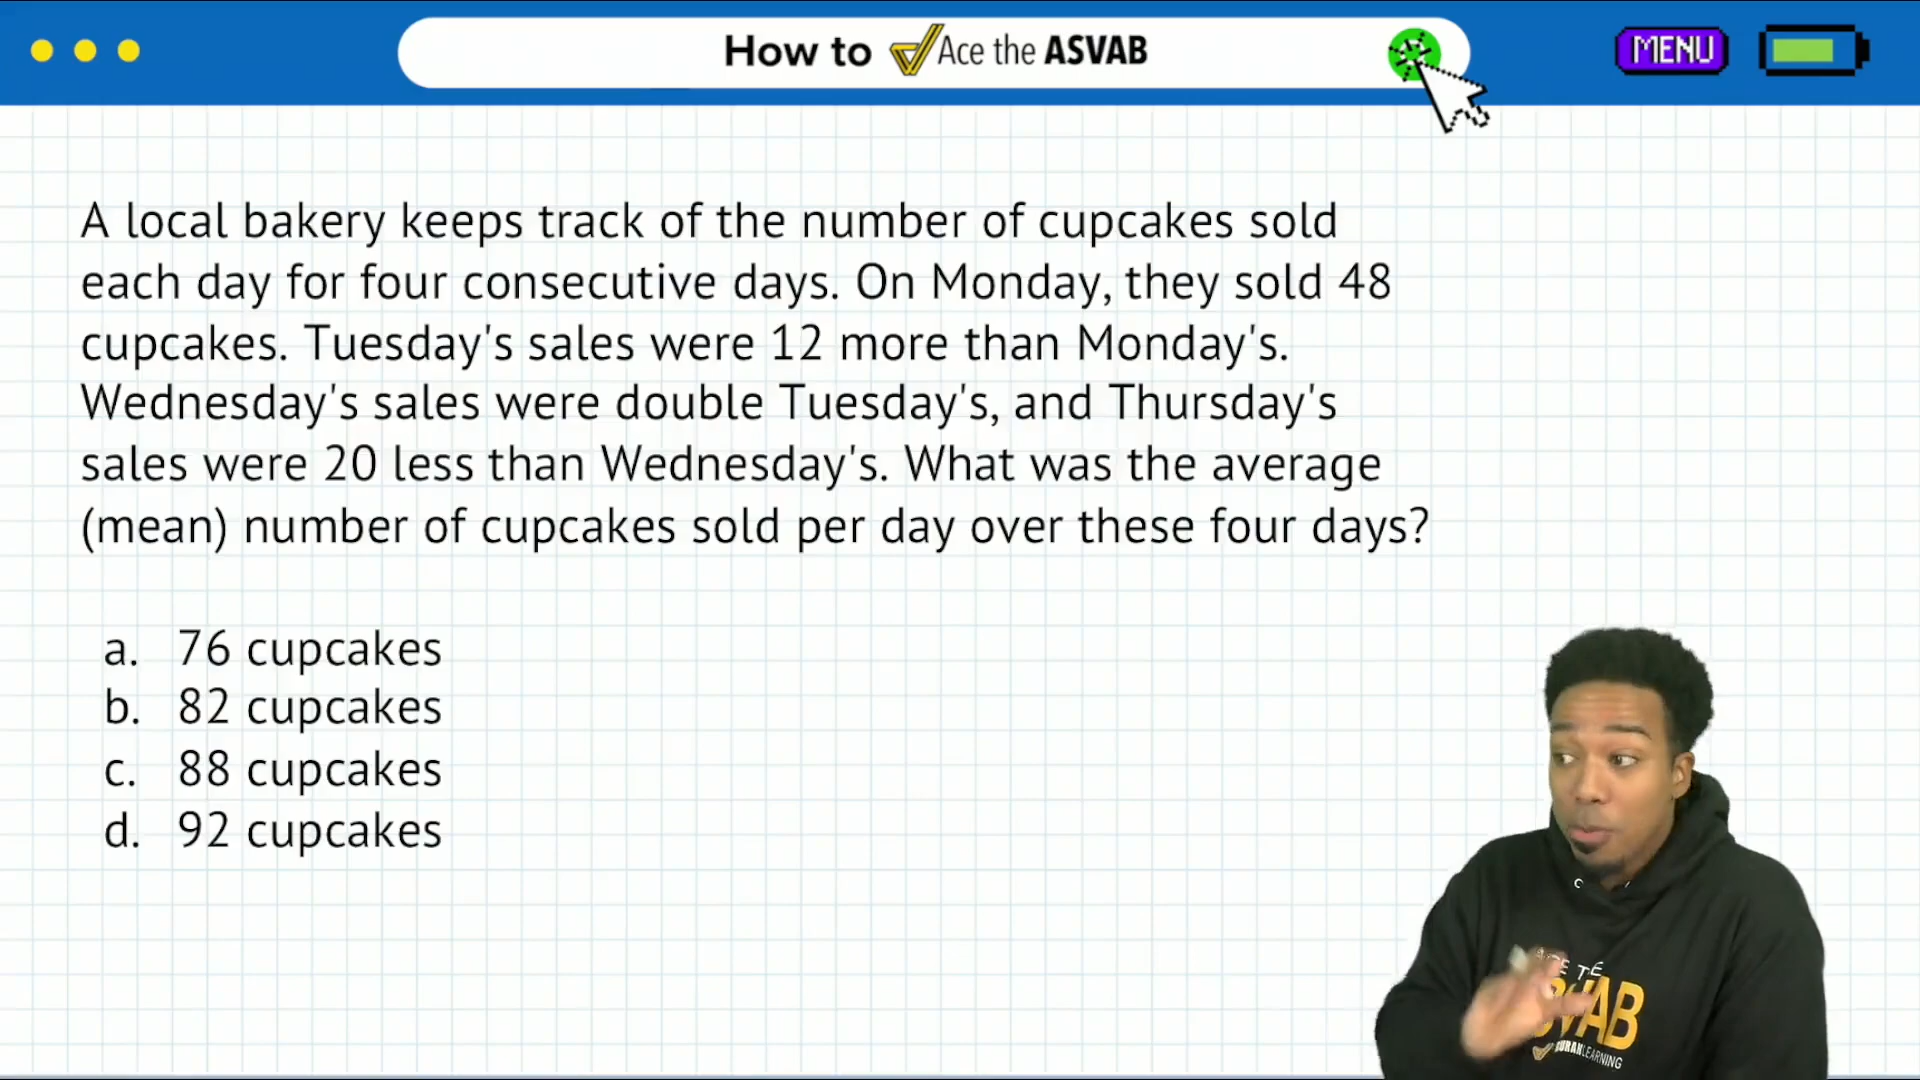 How to Ace the ASVAB
MENU
A local bakery keeps track of the number of cupcakes sold
each day for four consecutive days. On Monday, they sold 48
cupcakes. Tuesday's sales were 12 more than Monday's.
Wednesday's sales were double Tuesday's, and Thursday's
sales were 20 less than Wednesday's. What was the average
(mean) number of cupcakes sold per day over these four days?
a. 76 cupcakes
b. 82 cupcakes
c. 88 cupcakes
d. 92 cupcakes